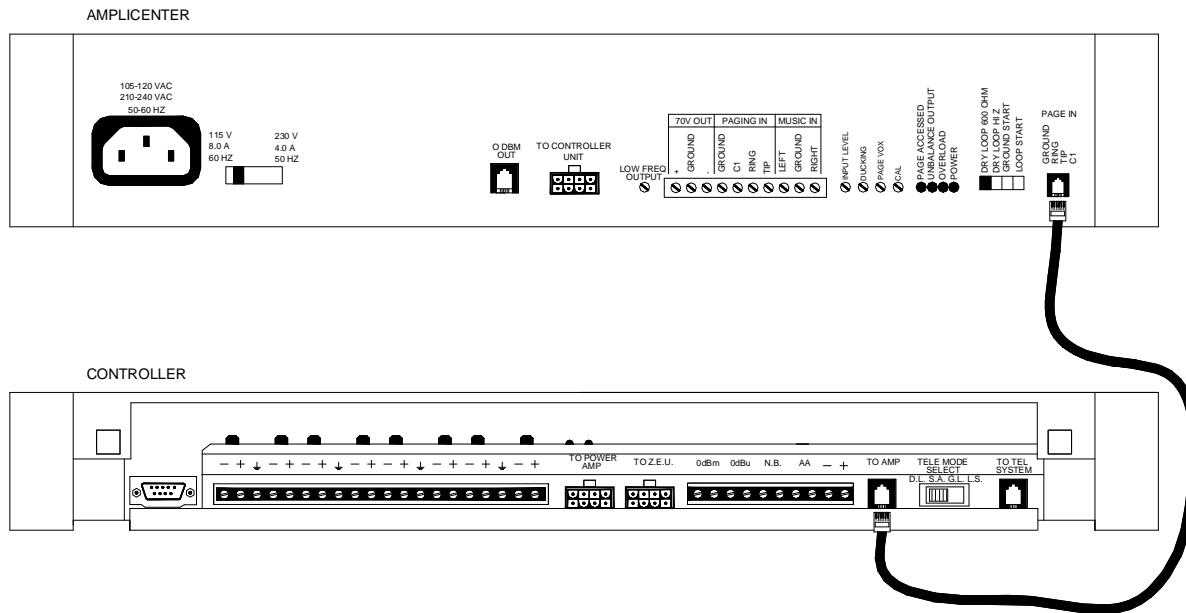 AMPLICENTER
105-120 VAC
210-240 VAC
50-60 HZ
115 V
8.0 A
60 HZ
230 V
4.0 A
50 HZ
O DBM
OUT
TO CONTROLLER
UNIT
LOW FREQ
OUTPUT
70V OUT PAGING IN MUSIC IN
+
GROUND
-
GROUND
C1
RING
TIP
LEFT
GROUND
RIGHT
INPUT LEVEL
DUCKING
PAGE VOX
CAL
PAGE ACCESSED
UNBALANCE OUTPUT
OVERLOAD
POWER
DRY LOOP 600 OHM
DRY LOOP HI Z
GROUND START
LOOP START
PAGE IN
GROUND
RING
TIP
C1
CONTROLLER
− + ⏚ − + − + ⏚ − + − + ⏚ − + − + ⏚ − +
TO POWER
AMP
TO Z.E.U.
0dBm 0dBu N.B. AA − +
TO AMP
TELE MODE
SELECT
D.L. S.A. G.L. L.S.
TO TEL
SYSTEM